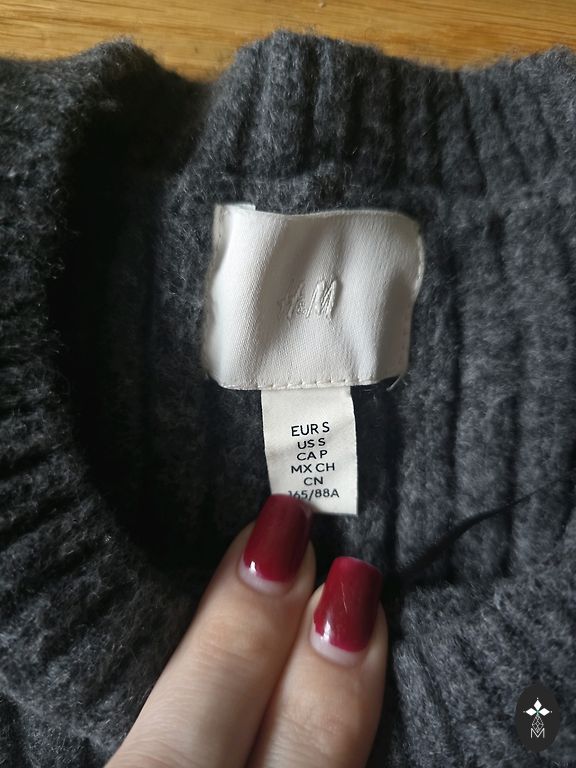 H&M
EUR S
US S
CA P
MX CH
CN
165/88A